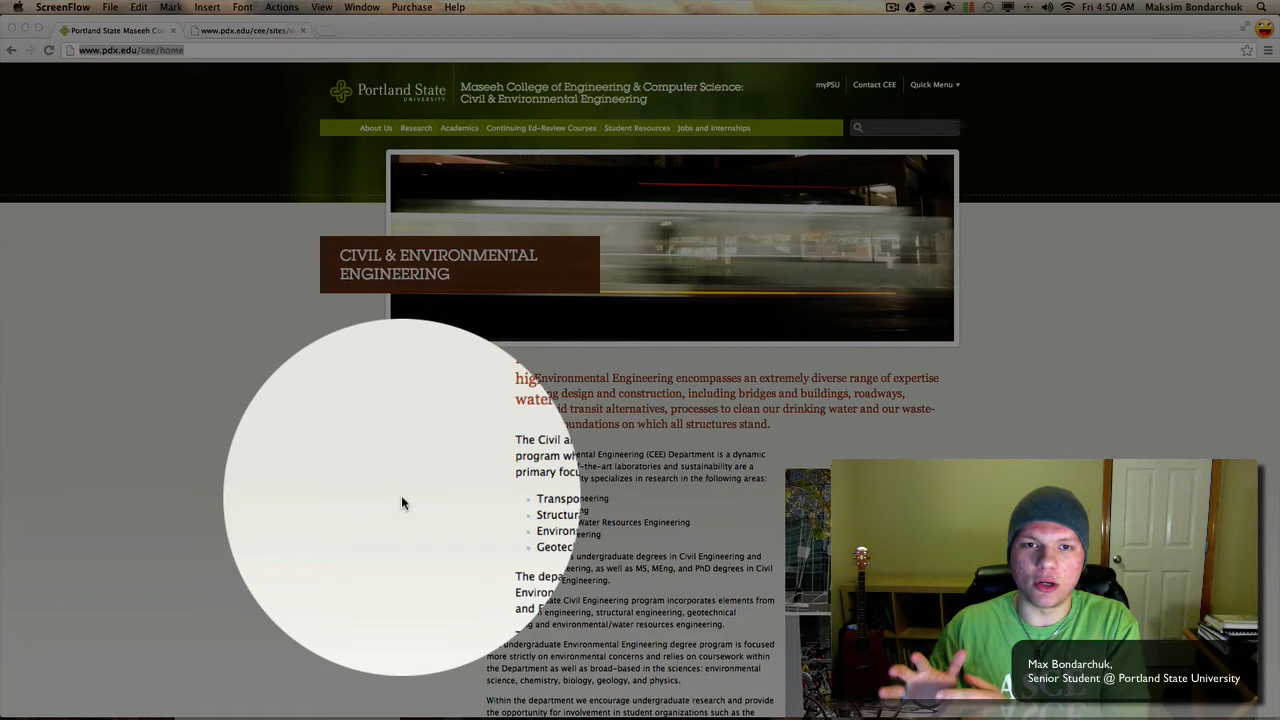 ScreenFlow File Edit Mark Insert Font Actions View Window Purchase Help
Fri 4:50 AM Maksim Bondarchuk
Portland State Maseeh Co
www.pdx.edu/cee/sites/w
www.pdx.edu/cee/home
Portland State
UNIVERSITY
Maseeh College of Engineering & Computer Science:
Civil & Environmental Engineering
myPSU Contact CEE Quick Menu
About Us Research Academics Continuing Ed-Review Courses Student Resources Jobs and Internships
CIVIL & ENVIRONMENTAL
ENGINEERING
hig Environmental Engineering encompasses an extremely diverse range of expertise
design and construction, including bridges and buildings, roadways,
water id transit alternatives, processes to clean our drinking water and our waste-
oundations on which all structures stand.
The Civil a ental Engineering (CEE) Department is a dynamic
program w -the-art laboratories and sustainability are a
primary focu ty specializes in research in the following areas:
Transpo neering
Structur ng
Environ Water Resources Engineering
Geotec eering
The depa s undergraduate degrees in Civil Engineering and
Environ eering, as well as MS, MEng, and PhD degrees in Civil
and E Engineering.
ate Civil Engineering program incorporates elements from
engineering, structural engineering, geotechnical
g and environmental/water resources engineering.
undergraduate Environmental Engineering degree program is focused
more strictly on environmental concerns and relies on coursework within
the Department as well as broad-based in the sciences: environmental
science, chemistry, biology, geology, and physics.
Within the department we encourage undergraduate research and provide
the opportunity for involvement in student organizations such as the
Max Bondarchuk,
Senior Student @ Portland State University